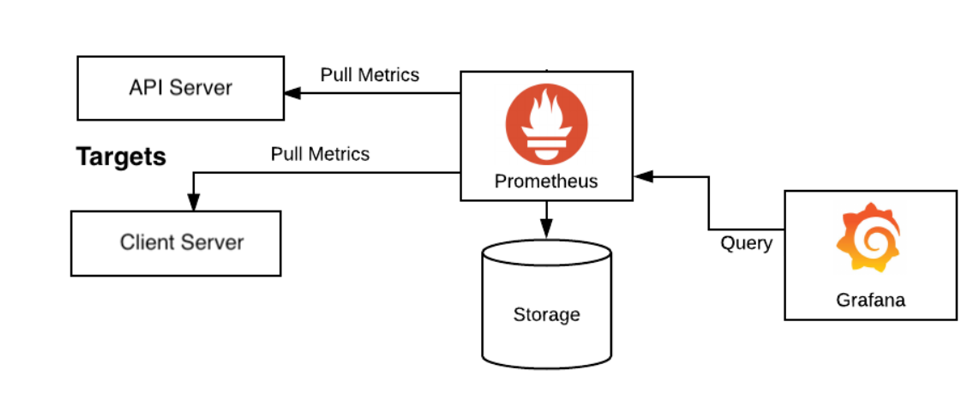 API Server
Pull Metrics
Targets
Pull Metrics
Client Server
Prometheus
Storage
Query
Grafana